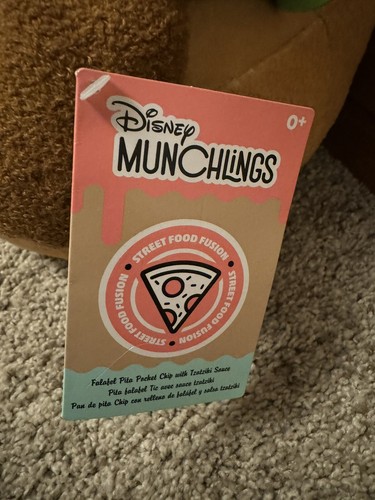 0+
Disney
MUNCHLINGS
STREET FOOD FUSION • STREET FOOD FUSION • STREET FOOD FUSION •
Falafel Pita Pocket Chip with Tzatziki Sauce
Pita falafel Tic avec sauce tzatziki
Pan de pita Chip con relleno de faláfel y salsa tzatziki